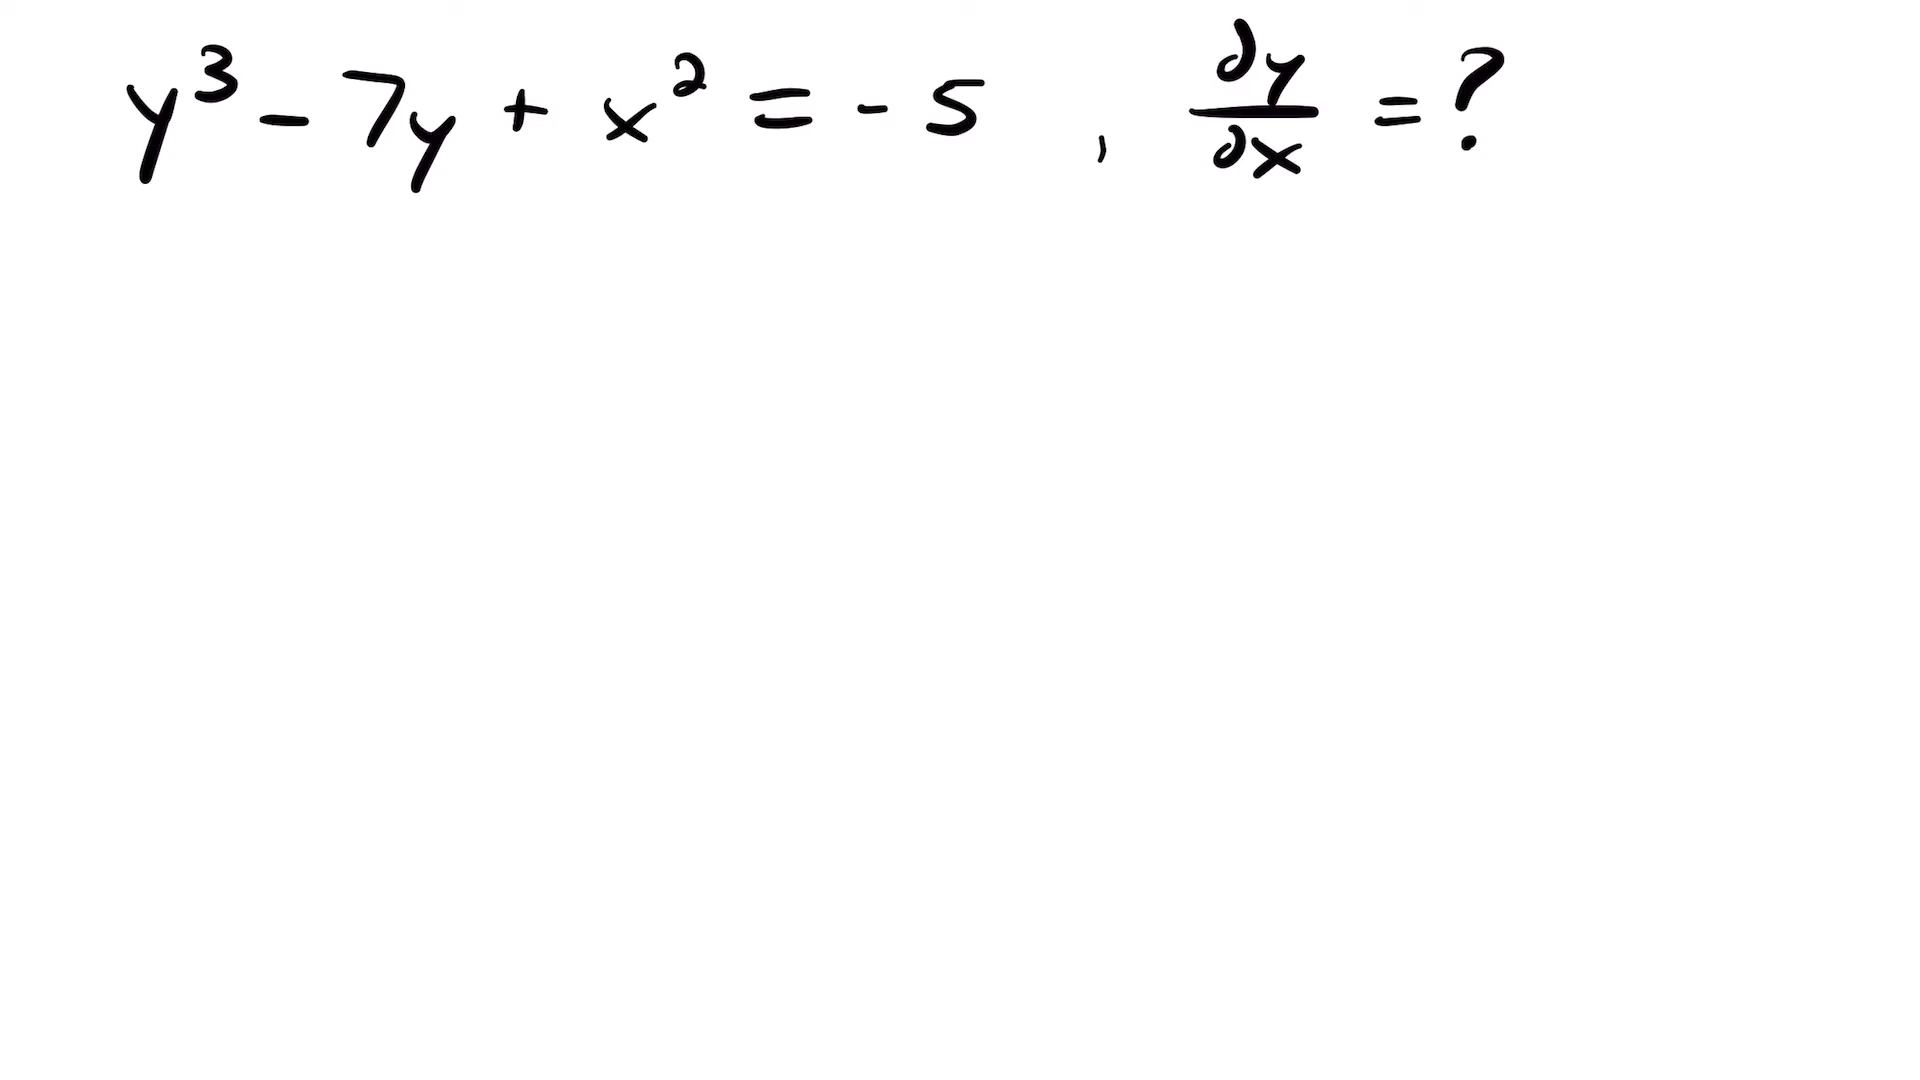 y³ - 7y + x² = - 5 , ∂y/∂x = ?